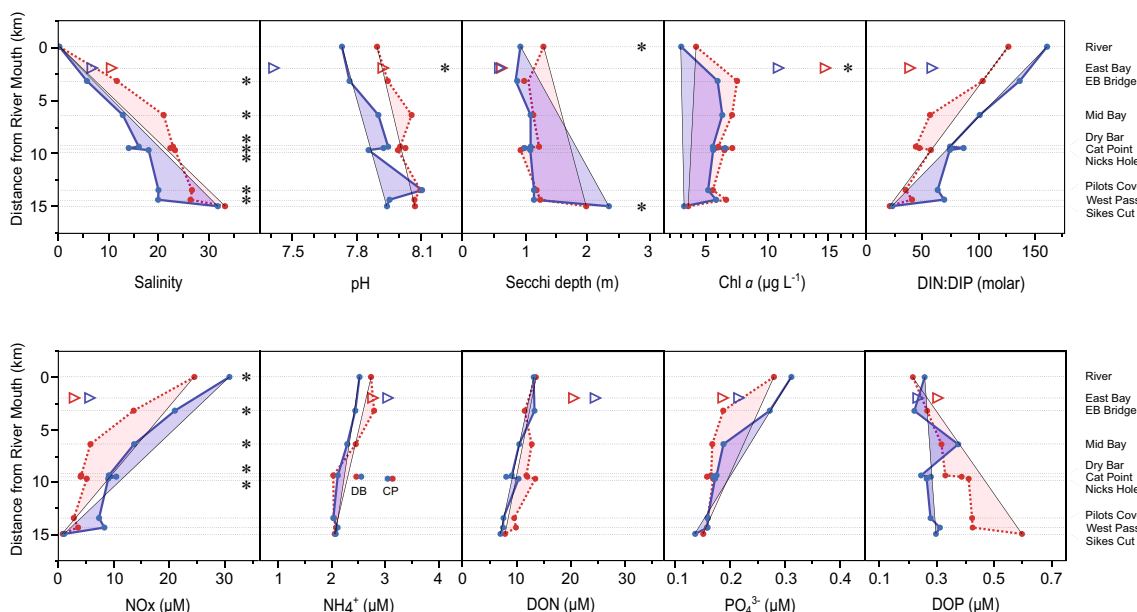 Distance from River Mouth (km)
0
5
10
15
* * * * * * * * * * *
River
East Bay
EB Bridge
Mid Bay
Dry Bar
Cat Point
Nicks Hole
Pilots Cov
West Pass
Sikes Cut
0 10 20 30
7.5 7.8 8.1
0 1 2 3
5 10 15
0 50 100 150
Salinity
pH
Secchi depth (m)
Chl a (µg L-1)
DIN:DIP (molar)
Distance from River Mouth (km)
0
5
10
15
* * * * *
DB CP
River
East Bay
EB Bridge
Mid Bay
Dry Bar
Cat Point
Nicks Hole
Pilots Cov
West Pass
Sikes Cut
0 10 20 30
1 2 3 4
0 10 20 30
0.1 0.2 0.3 0.4
0.1 0.3 0.5 0.7
NOx (µM)
NH4+ (µM)
DON (µM)
PO43- (µM)
DOP (µM)